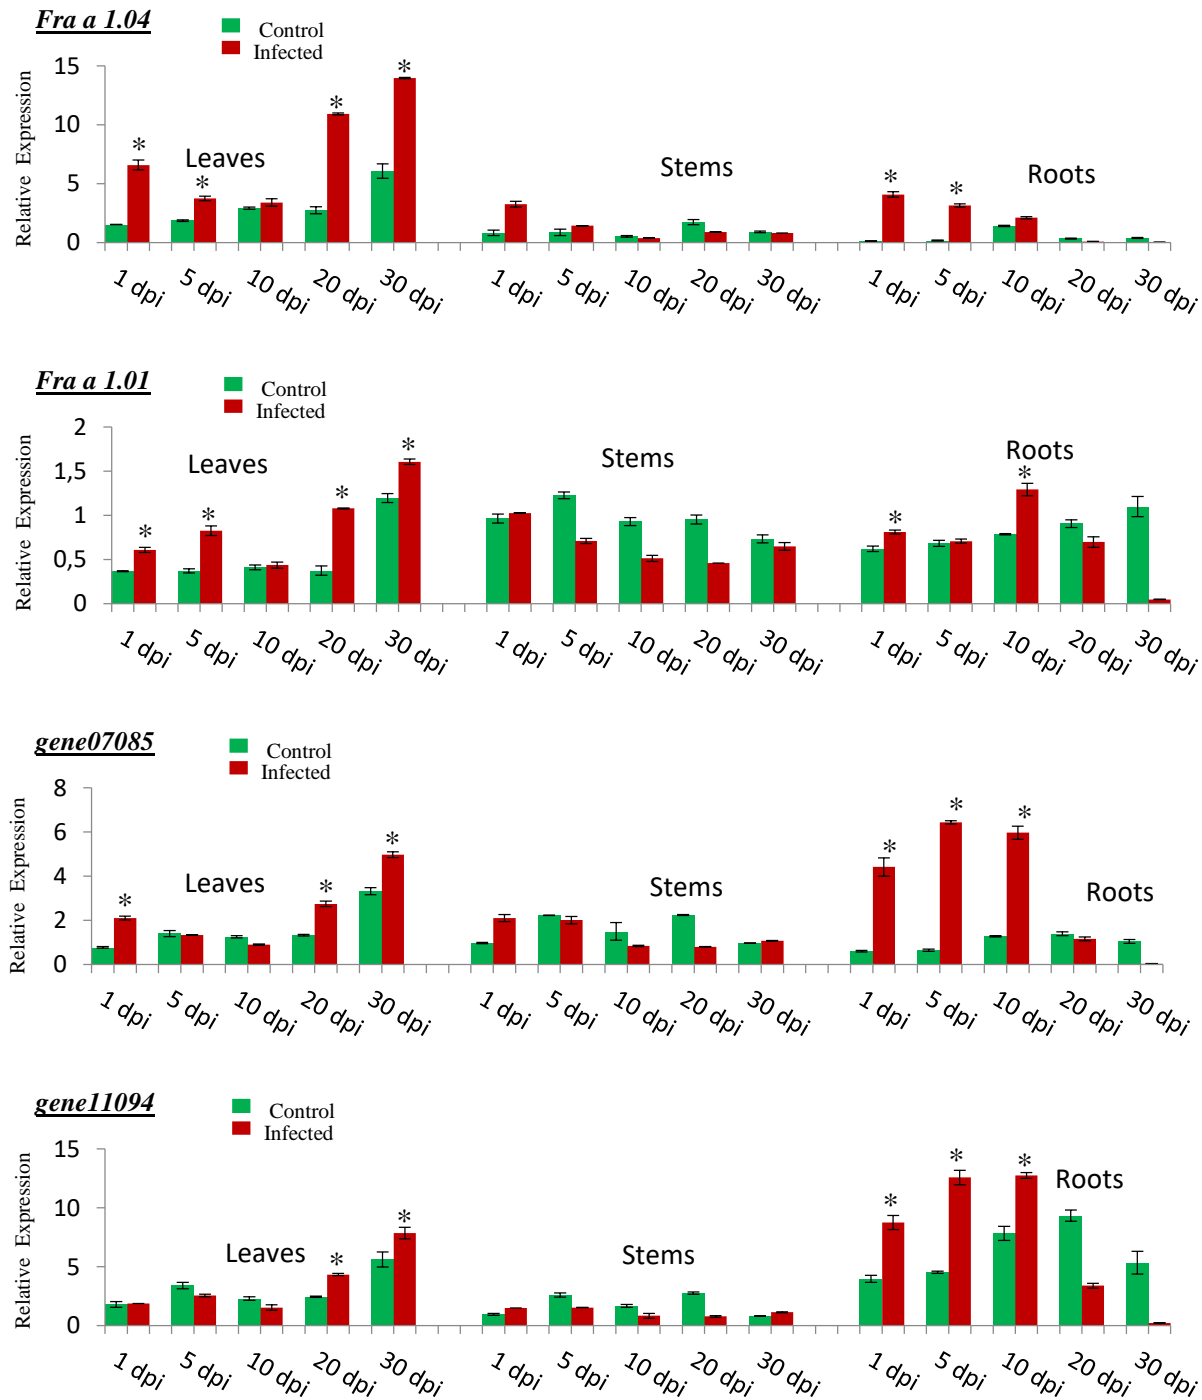 Fra a 1.04
Control
Infected
Relative Expression
15
10
5
0
Leaves
Stems
Roots
* * * * * *
1 dpi 5 dpi 10 dpi 20 dpi 30 dpi 1 dpi 5 dpi 10 dpi 20 dpi 30 dpi 1 dpi 5 dpi 10 dpi 20 dpi 30 dpi
Fra a 1.01
Control
Infected
Relative Expression
2
1,5
1
0,5
0
Leaves
Stems
Roots
* * * * * *
1 dpi 5 dpi 10 dpi 20 dpi 30 dpi 1 dpi 5 dpi 10 dpi 20 dpi 30 dpi 1 dpi 5 dpi 10 dpi 20 dpi 30 dpi
gene07085
Control
Infected
Relative Expression
8
6
4
2
0
Leaves
Stems
Roots
* * * * * *
1 dpi 5 dpi 10 dpi 20 dpi 30 dpi 1 dpi 5 dpi 10 dpi 20 dpi 30 dpi 1 dpi 5 dpi 10 dpi 20 dpi 30 dpi
gene11094
Control
Infected
Relative Expression
15
10
5
0
Leaves
Stems
Roots
* * * * *
1 dpi 5 dpi 10 dpi 20 dpi 30 dpi 1 dpi 5 dpi 10 dpi 20 dpi 30 dpi 1 dpi 5 dpi 10 dpi 20 dpi 30 dpi